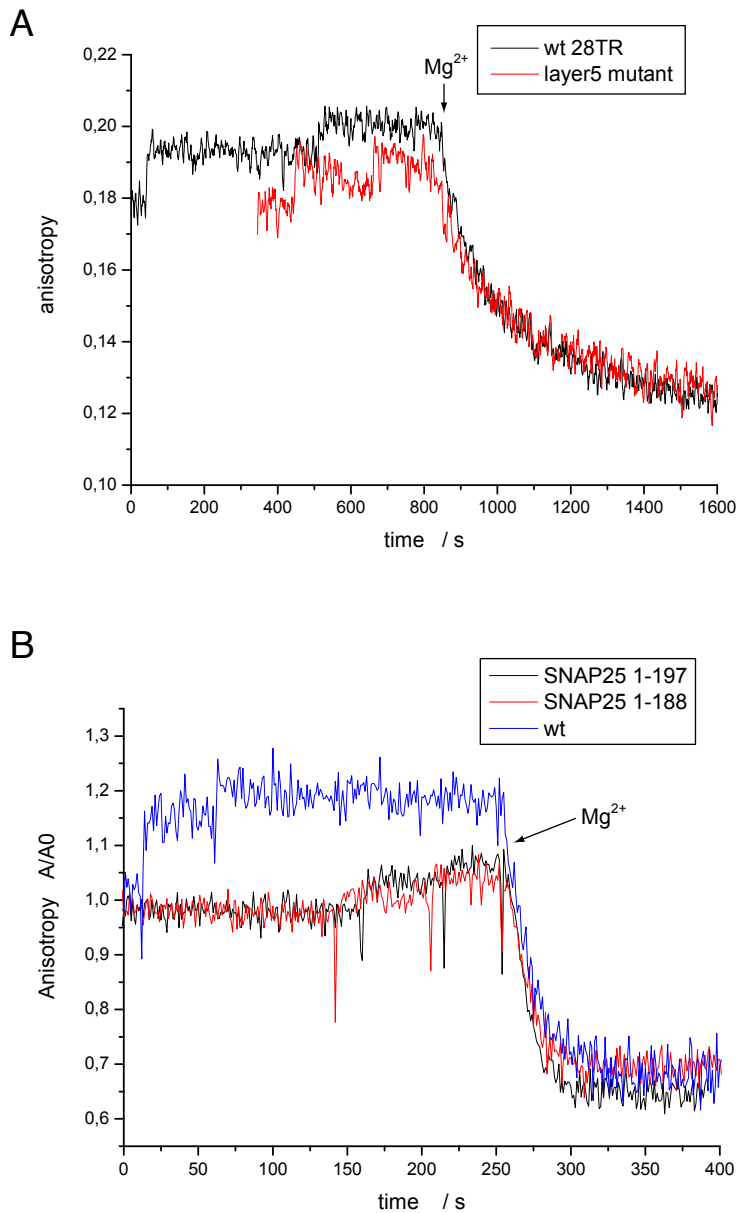 A
wt 28TR
layer5 mutant
Mg2+
0,22
0,20
0,18
0,16
0,14
0,12
0,10
anisotropy
0 200 400 600 800 1000 1200 1400 1600
time / s
B
SNAP25 1-197
SNAP25 1-188
wt
Mg2+
1,3
1,2
1,1
1,0
0,9
0,8
0,7
0,6
Anisotropy A/A0
0 50 100 150 200 250 300 350 400
time / s